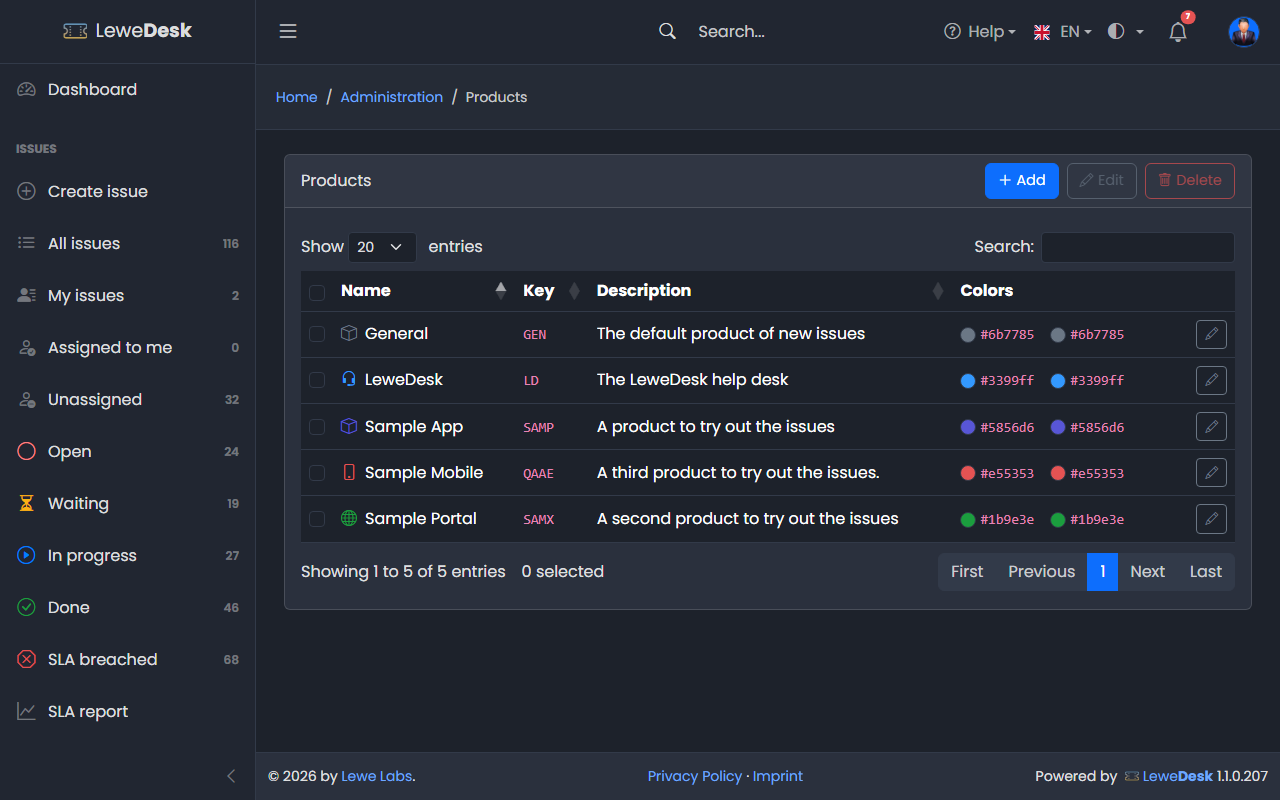 LeweDesk
Search...
Help
EN
7
Dashboard
Home / Administration / Products
ISSUES
Create issue
All issues 116
My issues 2
Assigned to me 0
Unassigned 32
Open 24
Waiting 19
In progress 27
Done 46
SLA breached 68
SLA report
Products
Add Edit Delete
Show 20 entries Search:
Name Key Description Colors
General GEN The default product of new issues #6b7785 #6b7785
LeweDesk LD The LeweDesk help desk #3399ff #3399ff
Sample App SAMP A product to try out the issues #5856d6 #5856d6
Sample Mobile QAAE A third product to try out the issues. #e55353 #e55353
Sample Portal SAMX A second product to try out the issues #1b9e3e #1b9e3e
Showing 1 to 5 of 5 entries 0 selected
First Previous 1 Next Last
© 2026 by Lewe Labs. Privacy Policy · Imprint Powered by LeweDesk 1.1.0.207